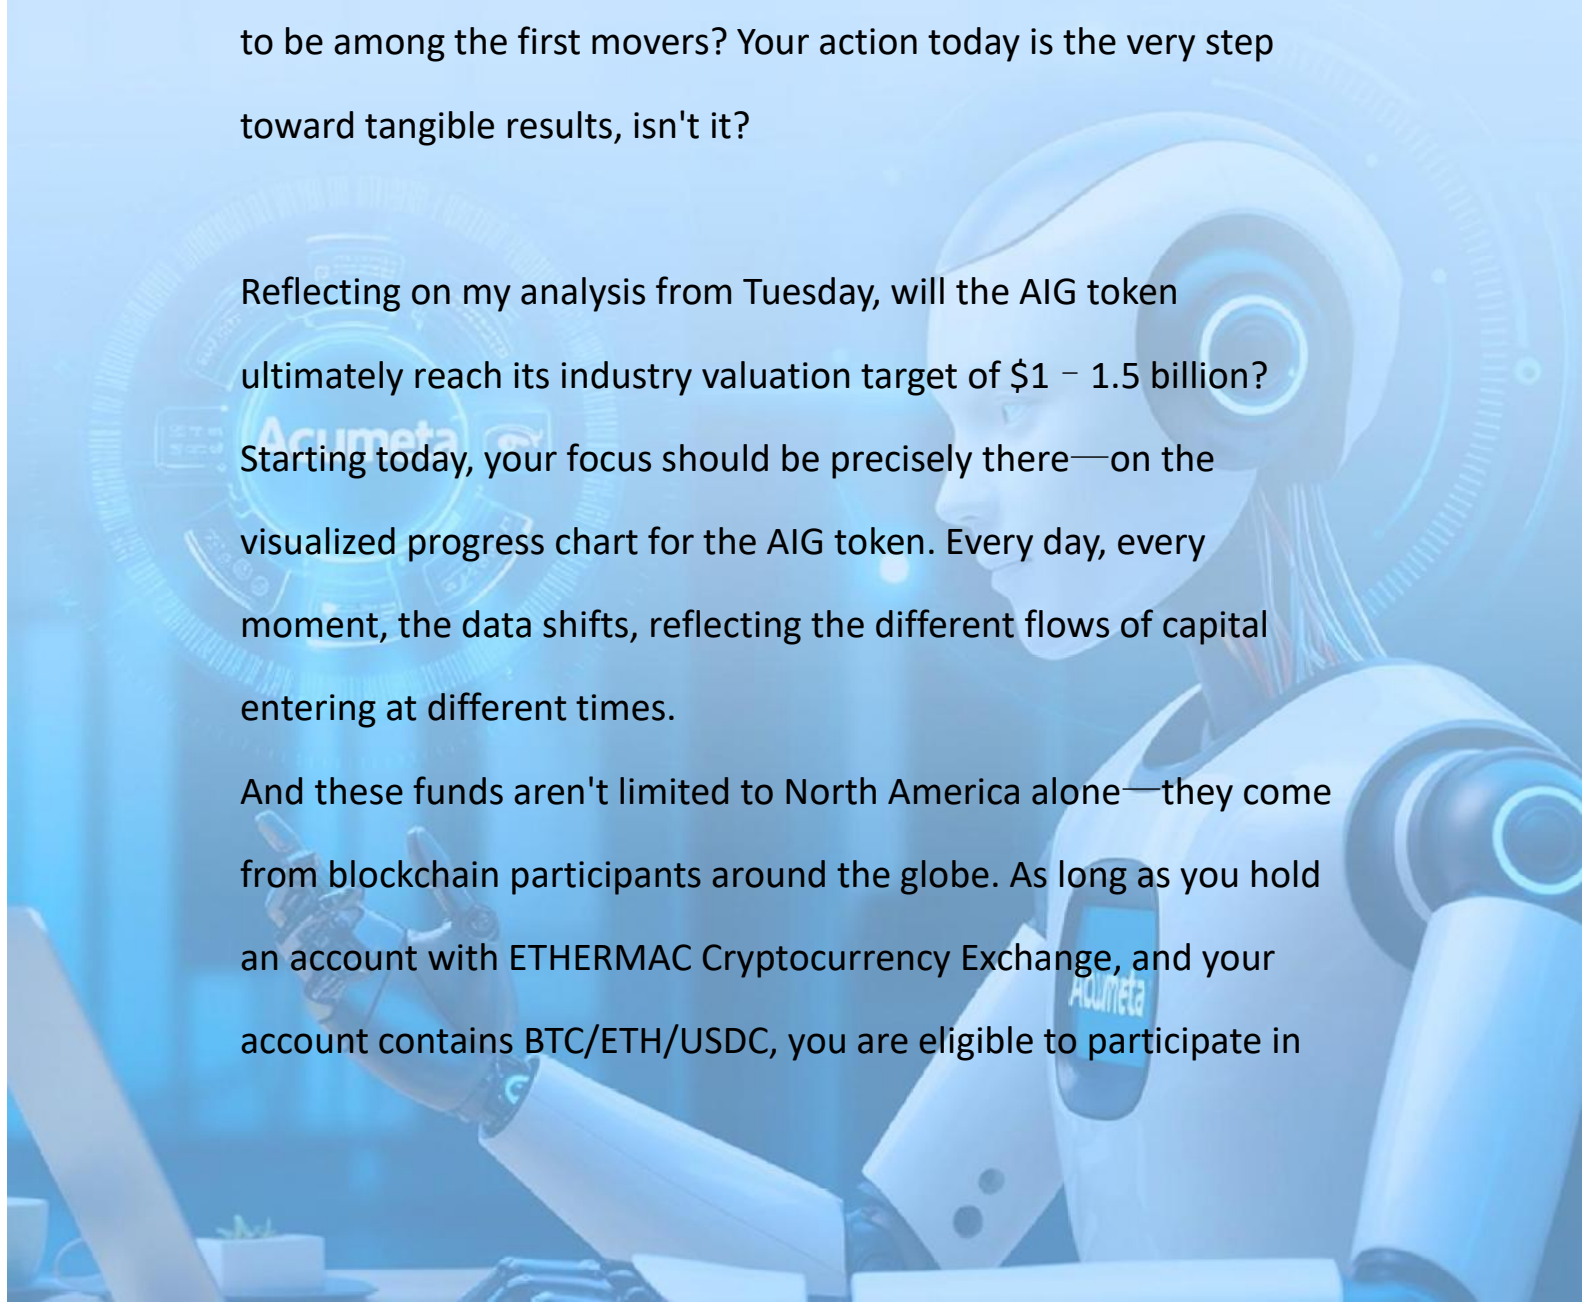 to be among the first movers? Your action today is the very step
toward tangible results, isn't it?
Reflecting on my analysis from Tuesday, will the AIG token
ultimately reach its industry valuation target of $1–1.5 billion?
Acumeta
Starting today, your focus should be precisely there—on the
visualized progress chart for the AIG token. Every day, every
moment, the data shifts, reflecting the different flows of capital
entering at different times.
And these funds aren't limited to North America alone—they come
from blockchain participants around the globe. As long as you hold
an account with ETHERMAC Cryptocurrency Exchange, and your
Acumeta
account contains BTC/ETH/USDC, you are eligible to participate in